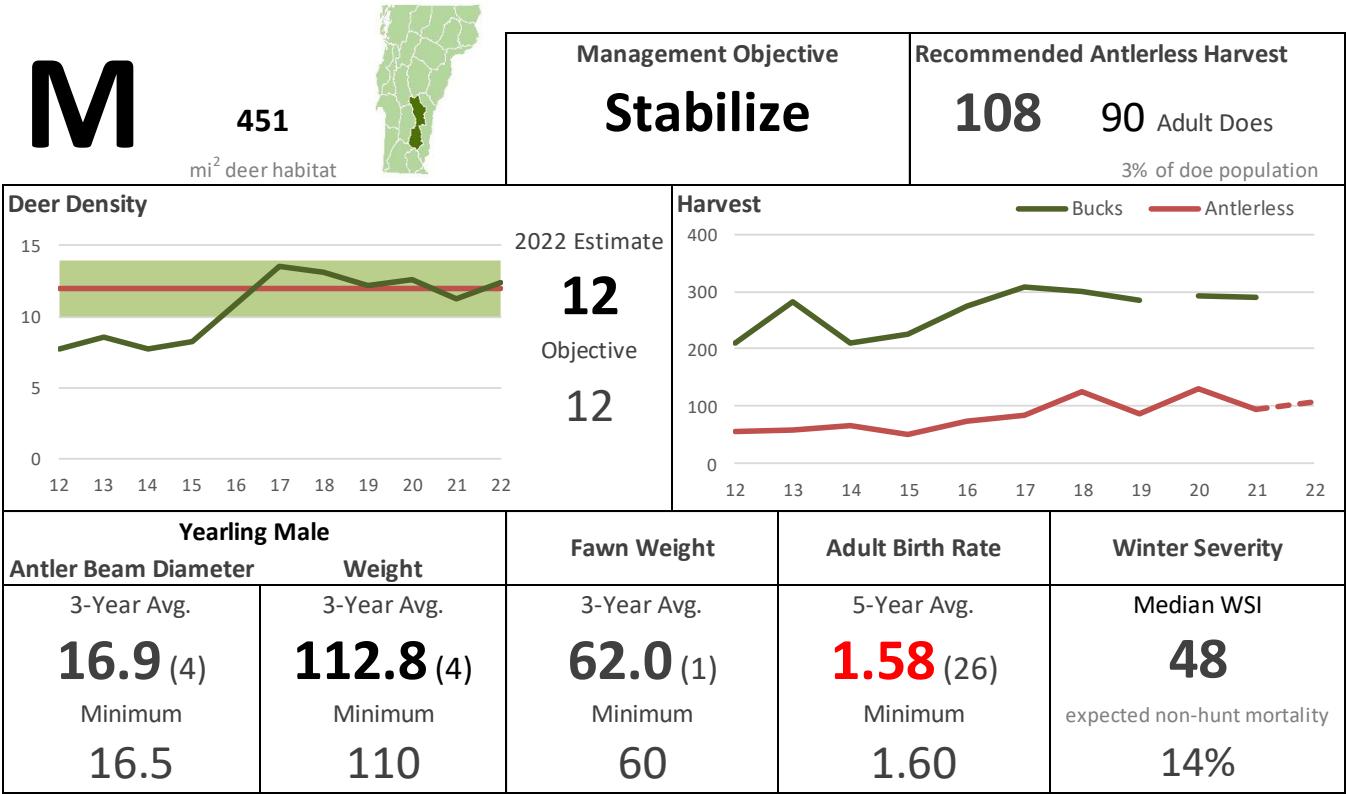 M
451
mi² deer habitat
Management Objective
Stabilize
Recommended Antlerless Harvest
108 90 Adult Does
3% of doe population
Deer Density
15
10
5
0
12 13 14 15 16 17 18 19 20 21 22
2022 Estimate
12
Objective
12
Harvest
Bucks Antlerless
400
300
200
100
0
12 13 14 15 16 17 18 19 20 21 22
Yearling Male
Antler Beam Diameter Weight
Fawn Weight
Adult Birth Rate
Winter Severity
3-Year Avg.
16.9 (4)
Minimum
16.5
3-Year Avg.
112.8 (4)
Minimum
110
3-Year Avg.
62.0 (1)
Minimum
60
5-Year Avg.
1.58 (26)
Minimum
1.60
Median WSI
48
expected non-hunt mortality
14%